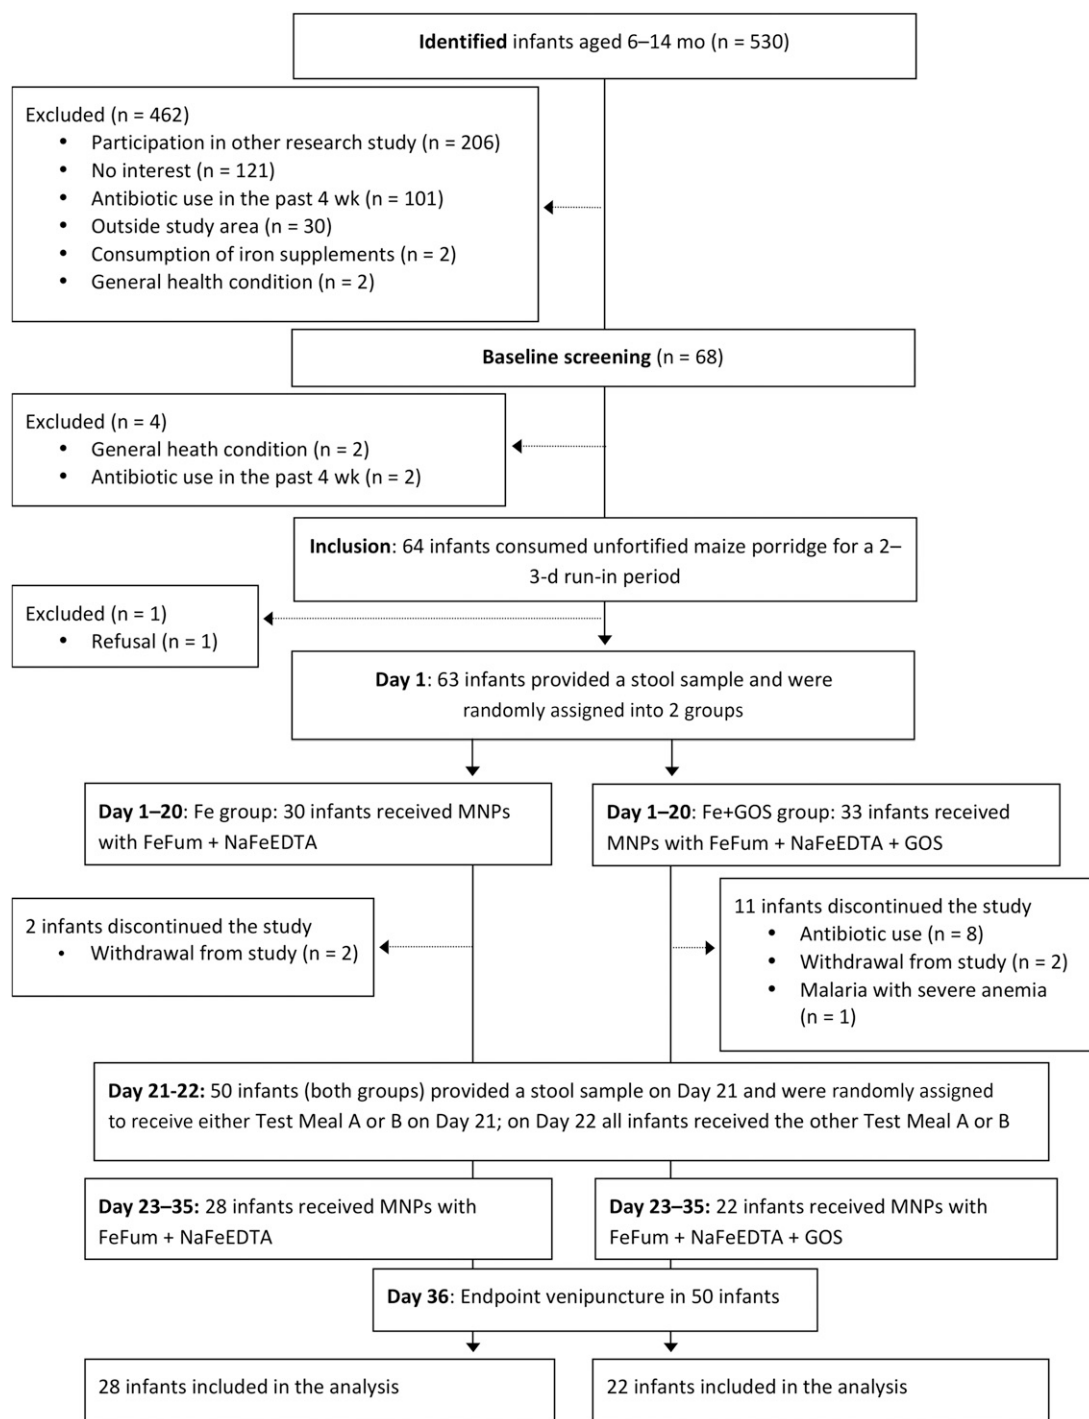 Identified infants aged 6–14 mo (n = 530)
Excluded (n = 462)
• Participation in other research study (n = 206)
• No interest (n = 121)
• Antibiotic use in the past 4 wk (n = 101)
• Outside study area (n = 30)
• Consumption of iron supplements (n = 2)
• General health condition (n = 2)
Baseline screening (n = 68)
Excluded (n = 4)
• General heath condition (n = 2)
• Antibiotic use in the past 4 wk (n = 2)
Inclusion: 64 infants consumed unfortified maize porridge for a 2–
3-d run-in period
Excluded (n = 1)
• Refusal (n = 1)
Day 1: 63 infants provided a stool sample and were
randomly assigned into 2 groups
Day 1–20: Fe group: 30 infants received MNPs
with FeFum + NaFeEDTA
Day 1–20: Fe+GOS group: 33 infants received
MNPs with FeFum + NaFeEDTA + GOS
2 infants discontinued the study
• Withdrawal from study (n = 2)
11 infants discontinued the study
• Antibiotic use (n = 8)
• Withdrawal from study (n = 2)
• Malaria with severe anemia
(n = 1)
Day 21-22: 50 infants (both groups) provided a stool sample on Day 21 and were randomly assigned
to receive either Test Meal A or B on Day 21; on Day 22 all infants received the other Test Meal A or B
Day 23–35: 28 infants received MNPs with
FeFum + NaFeEDTA
Day 23–35: 22 infants received MNPs with
FeFum + NaFeEDTA + GOS
Day 36: Endpoint venipuncture in 50 infants
28 infants included in the analysis
22 infants included in the analysis